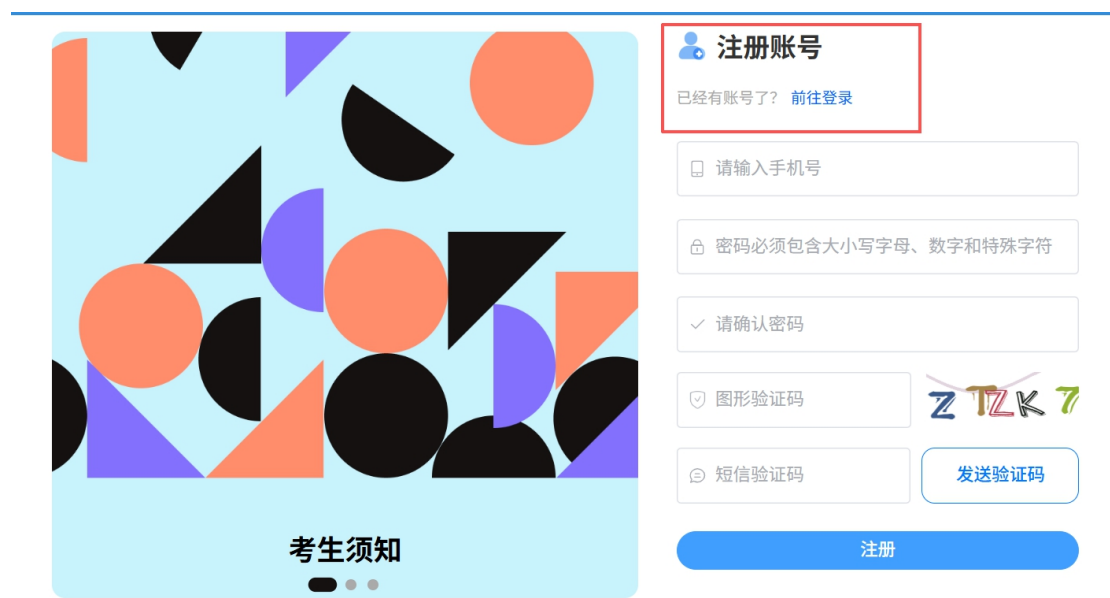 注册账号
已经有账号了? 前往登录
请输入手机号
密码必须包含大小写字母、数字和特殊字符
请确认密码
图形验证码
短信验证码 发送验证码
注册
考生须知